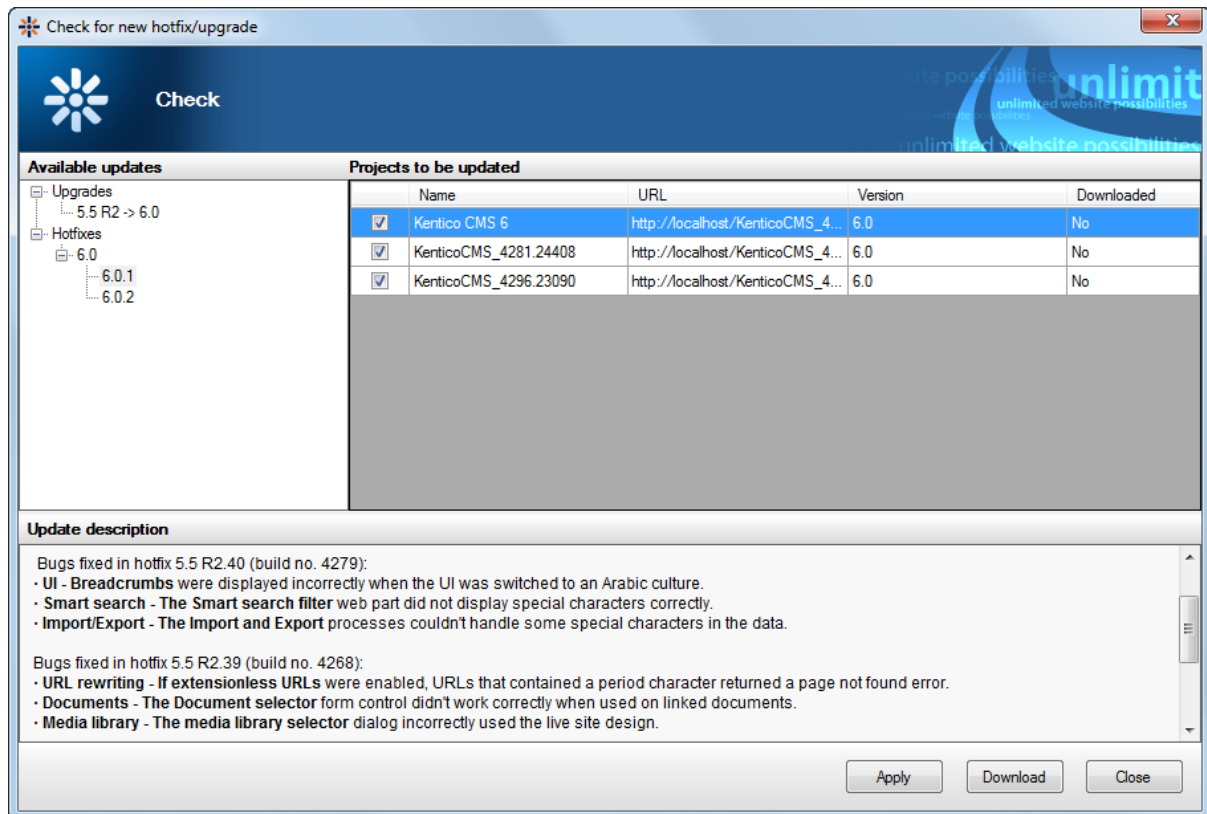 Check for new hotfix/upgrade
Check
site possibilities
unlimit
unlimited website possibilities
unlimited website possibilities
Available updates
Projects to be updated
Upgrades
5.5 R2 -> 6.0
Hotfixes
6.0
6.0.1
6.0.2
Name URL Version Downloaded
Kentico CMS 6 http://localhost/KenticoCMS_4... 6.0 No
KenticoCMS_4281.24408 http://localhost/KenticoCMS_4... 6.0 No
KenticoCMS_4296.23090 http://localhost/KenticoCMS_4... 6.0 No
Update description
Bugs fixed in hotfix 5.5 R2.40 (build no. 4279):
· UI - Breadcrumbs were displayed incorrectly when the UI was switched to an Arabic culture.
· Smart search - The Smart search filter web part did not display special characters correctly.
· Import/Export - The Import and Export processes couldn't handle some special characters in the data.
Bugs fixed in hotfix 5.5 R2.39 (build no. 4268):
· URL rewriting - If extensionless URLs were enabled, URLs that contained a period character returned a page not found error.
· Documents - The Document selector form control didn't work correctly when used on linked documents.
· Media library - The media library selector dialog incorrectly used the live site design.
Apply Download Close